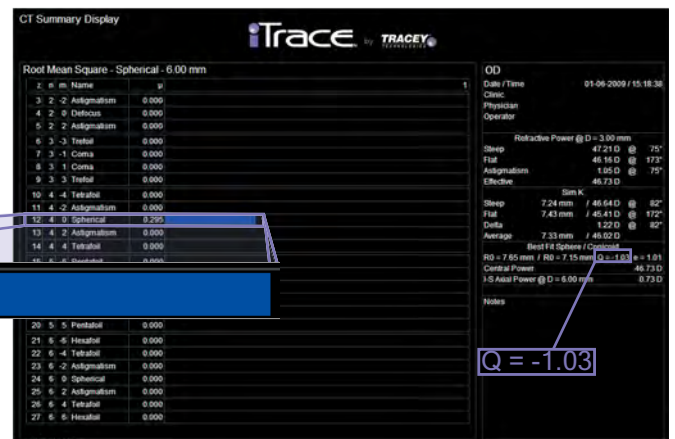 CT Summary Display
iTrace by TRACEY
TECHNOLOGIES
Root Mean Square - Spherical - 6.00 mm
z n m Name µ 1
3 2 -2 Astigmatism 0.000
4 2 0 Defocus 0.000
5 2 2 Astigmatism 0.000
6 3 -3 Trefoil 0.000
7 3 -1 Coma 0.000
8 3 1 Coma 0.000
9 3 3 Trefoil 0.000
10 4 -4 Tetrafoil 0.000
11 4 -2 Astigmatism 0.000
12 4 0 Spherical 0.295
13 4 2 Astigmatism 0.000
14 4 4 Tetrafoil 0.000
20 5 5 Pentafoil 0.000
21 6 -6 Hexafoil 0.000
22 6 -4 Tetrafoil 0.000
23 6 -2 Astigmatism 0.000
24 6 0 Spherical 0.000
25 6 2 Astigmatism 0.000
26 6 4 Tetrafoil 0.000
27 6 6 Hexafoil 0.000
OD
Date / Time 01-06-2009 / 15:18:38
Clinic
Physician
Operator
Refractive Power @ D = 3.00 mm
Steep 47.21 D @ 75°
Flat 46.16 D @ 173°
Astigmatism 1.05 D @ 75°
Effective 46.73 D
Sim K
Steep 7.24 mm / 46.64 D @ 82°
Flat 7.43 mm / 45.41 D @ 172°
Delta 1.22 D @ 82°
Average 7.33 mm / 46.02 D
Best Fit Sphere / Conicoid
R0 = 7.65 mm / R0 = 7.15 mm Q = -1.03 e = 1.01
Central Power 46.73 D
I-S Axial Power @ D = 6.00 mm 0.73 D
Notes
Q = -1.03